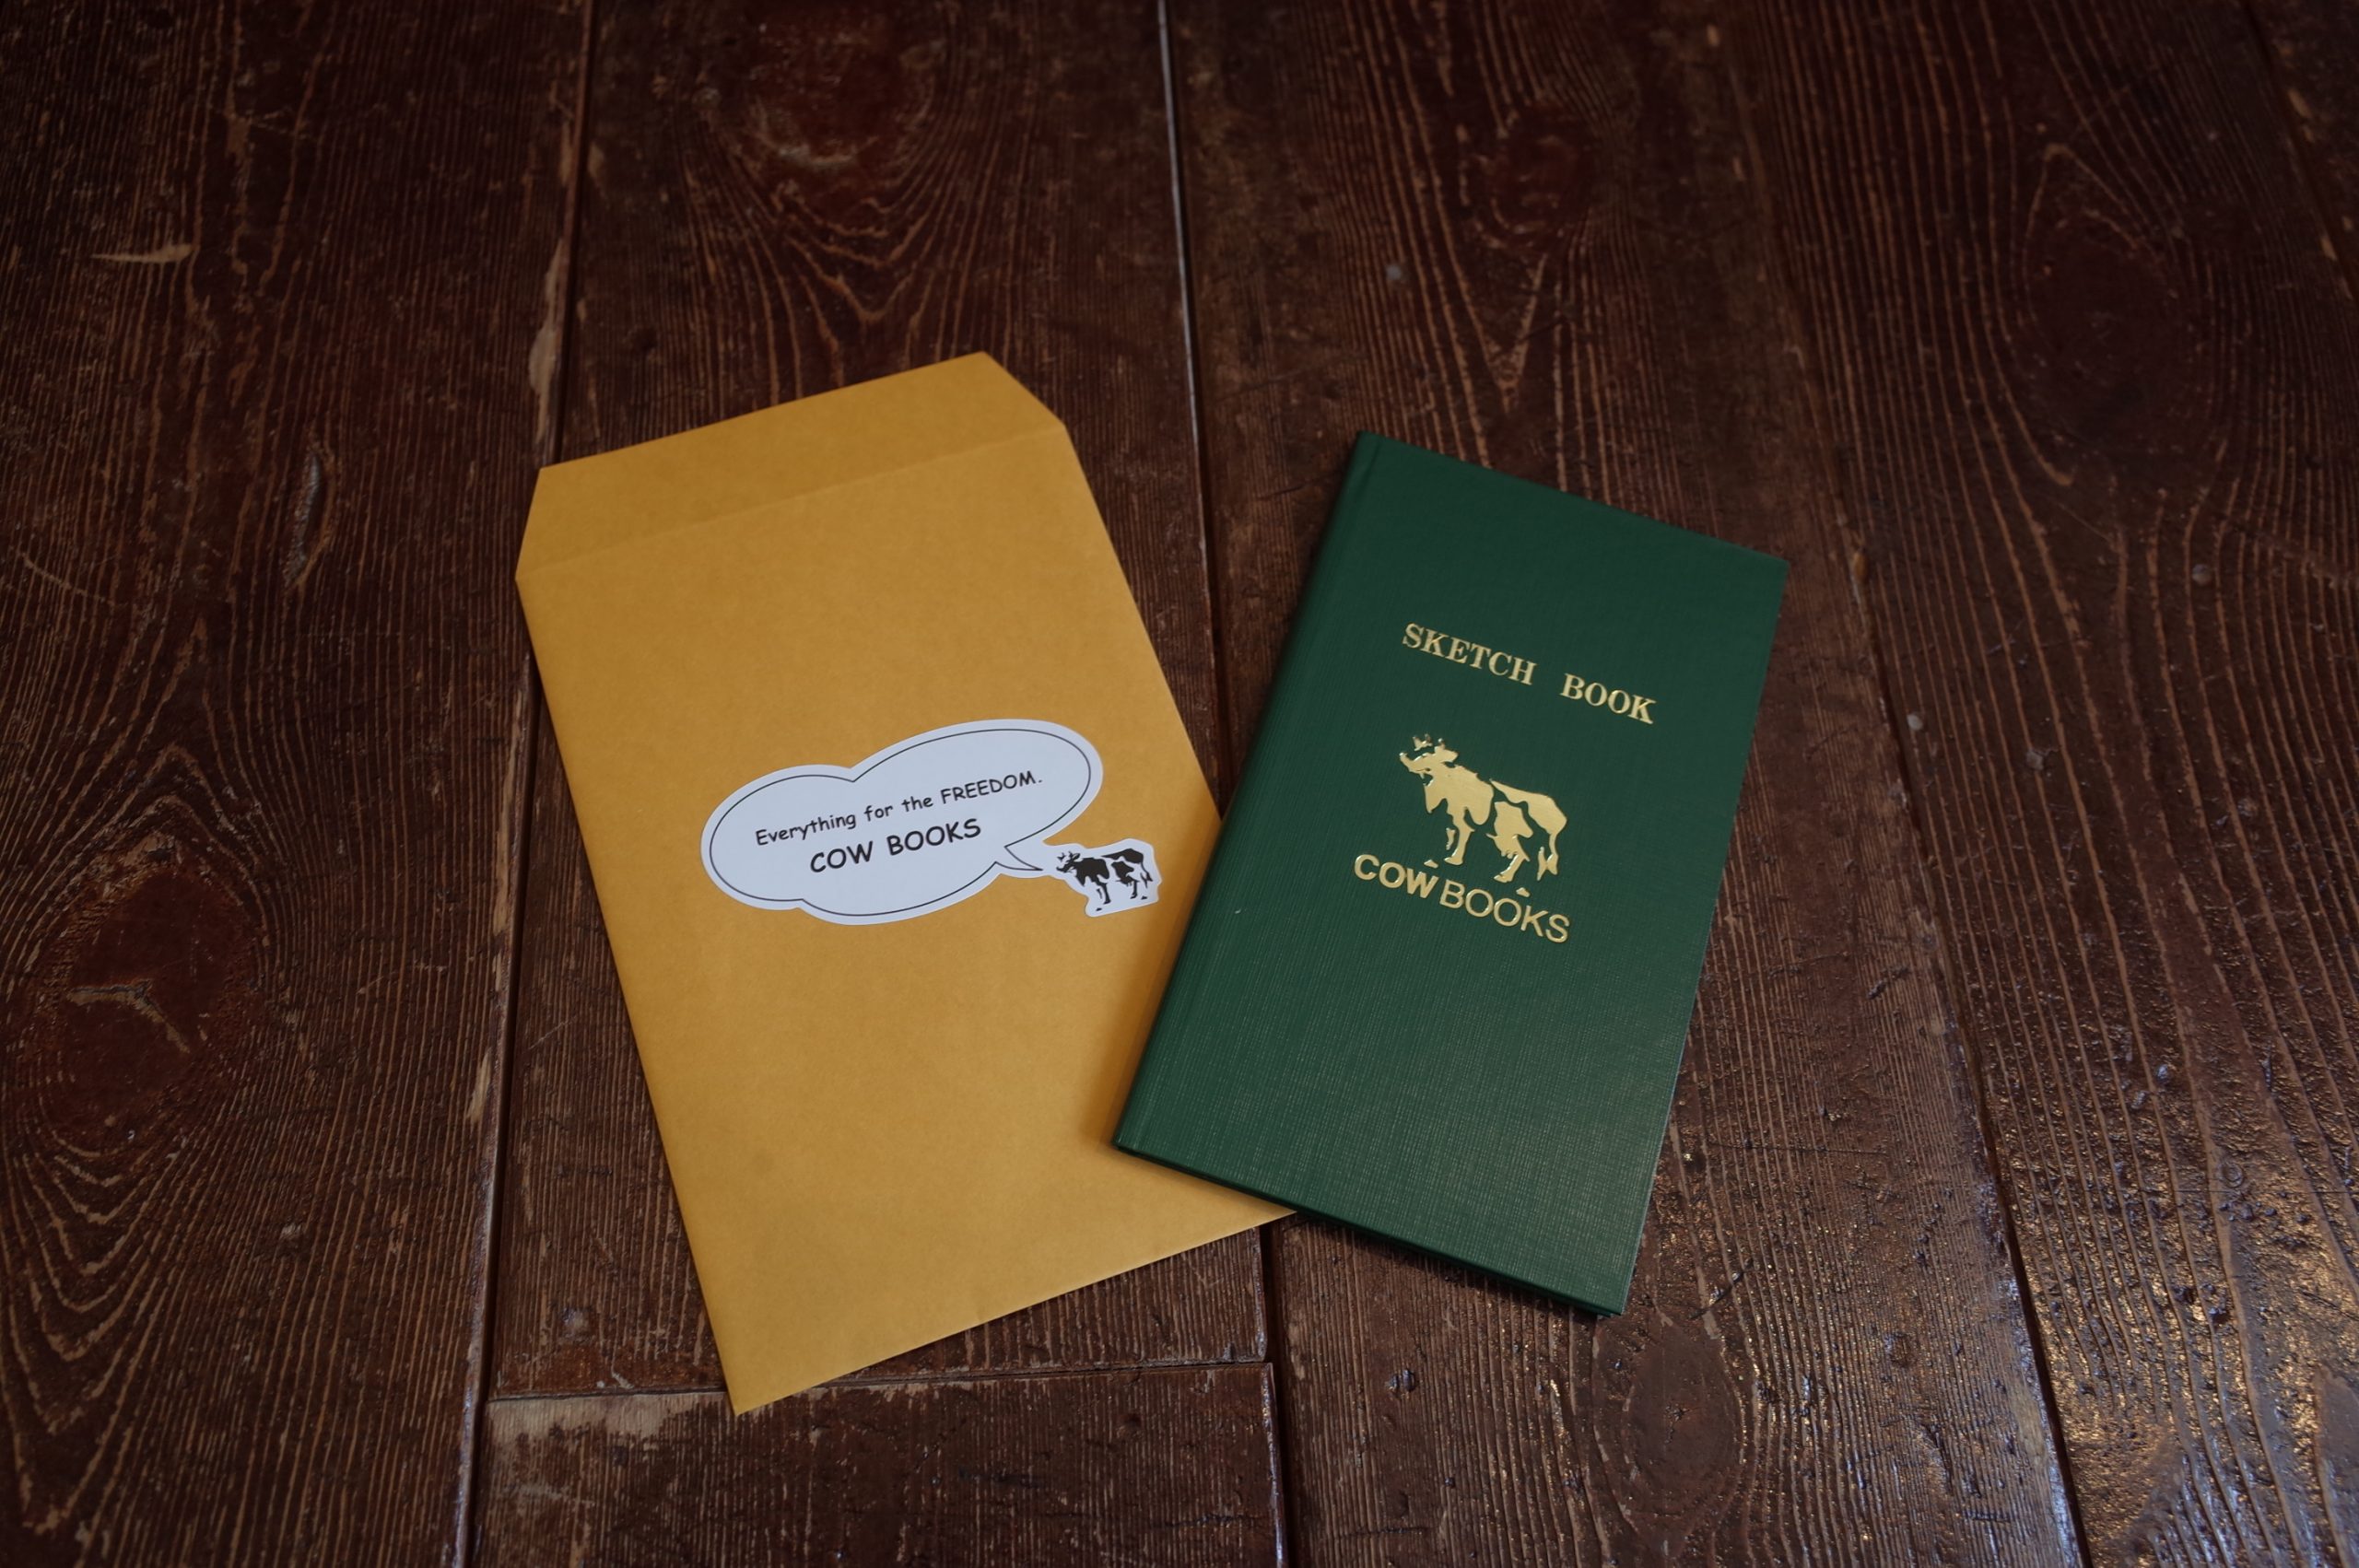 Everything for the FREEDOM.
COW BOOKS
SKETCH BOOK
COW BOOKS